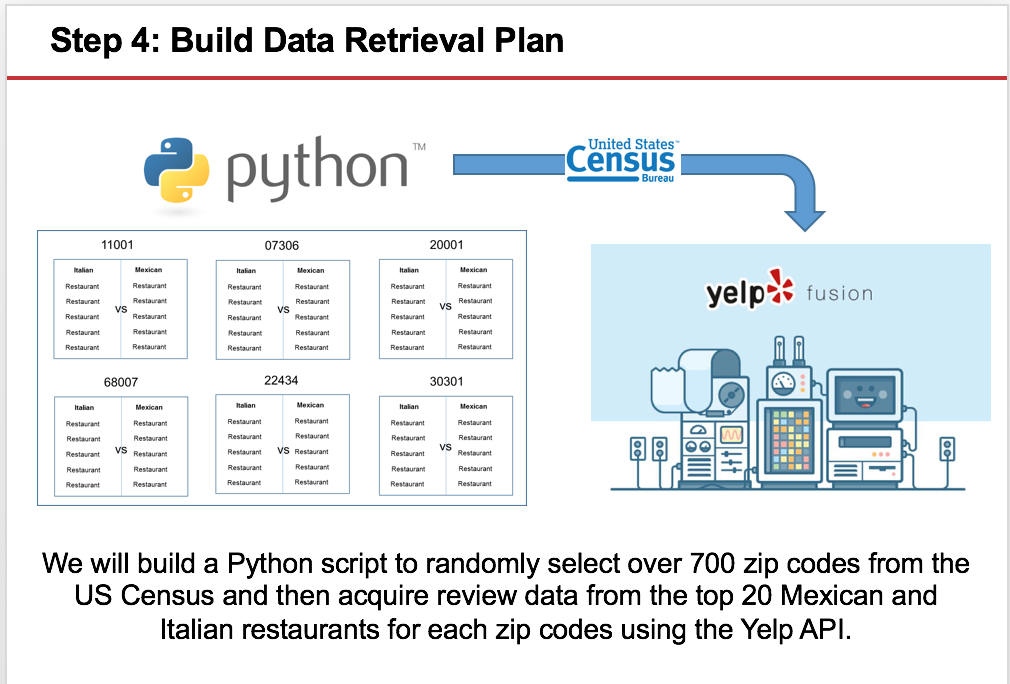 Step 4: Build Data Retrieval Plan
python™
United States™
Census
Bureau
11001
Italian Mexican
Restaurant Restaurant
Restaurant Restaurant
VS
Restaurant Restaurant
Restaurant Restaurant
Restaurant Restaurant
07306
Italian Mexican
Restaurant Restaurant
Restaurant Restaurant
VS
Restaurant Restaurant
Restaurant Restaurant
Restaurant Restaurant
20001
Italian Mexican
Restaurant Restaurant
Restaurant Restaurant
VS
Restaurant Restaurant
Restaurant Restaurant
Restaurant Restaurant
68007
Italian Mexican
Restaurant Restaurant
Restaurant Restaurant
VS
Restaurant Restaurant
Restaurant Restaurant
Restaurant Restaurant
22434
Italian Mexican
Restaurant Restaurant
Restaurant Restaurant
VS
Restaurant Restaurant
Restaurant Restaurant
Restaurant Restaurant
30301
Italian Mexican
Restaurant Restaurant
Restaurant Restaurant
VS
Restaurant Restaurant
Restaurant Restaurant
Restaurant Restaurant
yelp fusion
We will build a Python script to randomly select over 700 zip codes from the
US Census and then acquire review data from the top 20 Mexican and
Italian restaurants for each zip codes using the Yelp API.